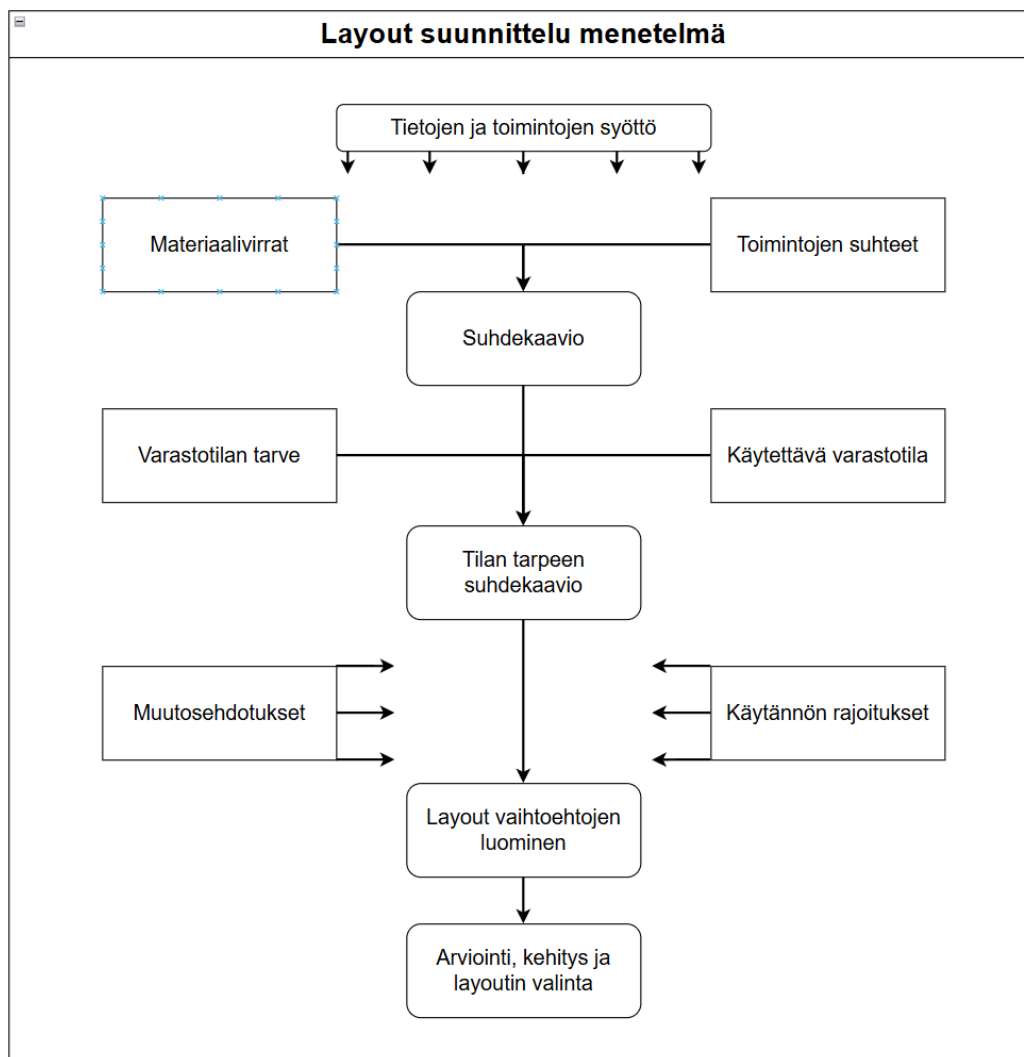 Layout suunnittelu menetelmä
Tietojen ja toimintojen syöttö
Materiaalivirrat
Toimintojen suhteet
Suhdekaavio
Varastotilan tarve
Käytettävä varastotila
Tilan tarpeen
suhdekaavio
Muutosehdotukset
Käytännön rajoitukset
Layout vaihtoehtojen
luominen
Arviointi, kehitys ja
layoutin valinta